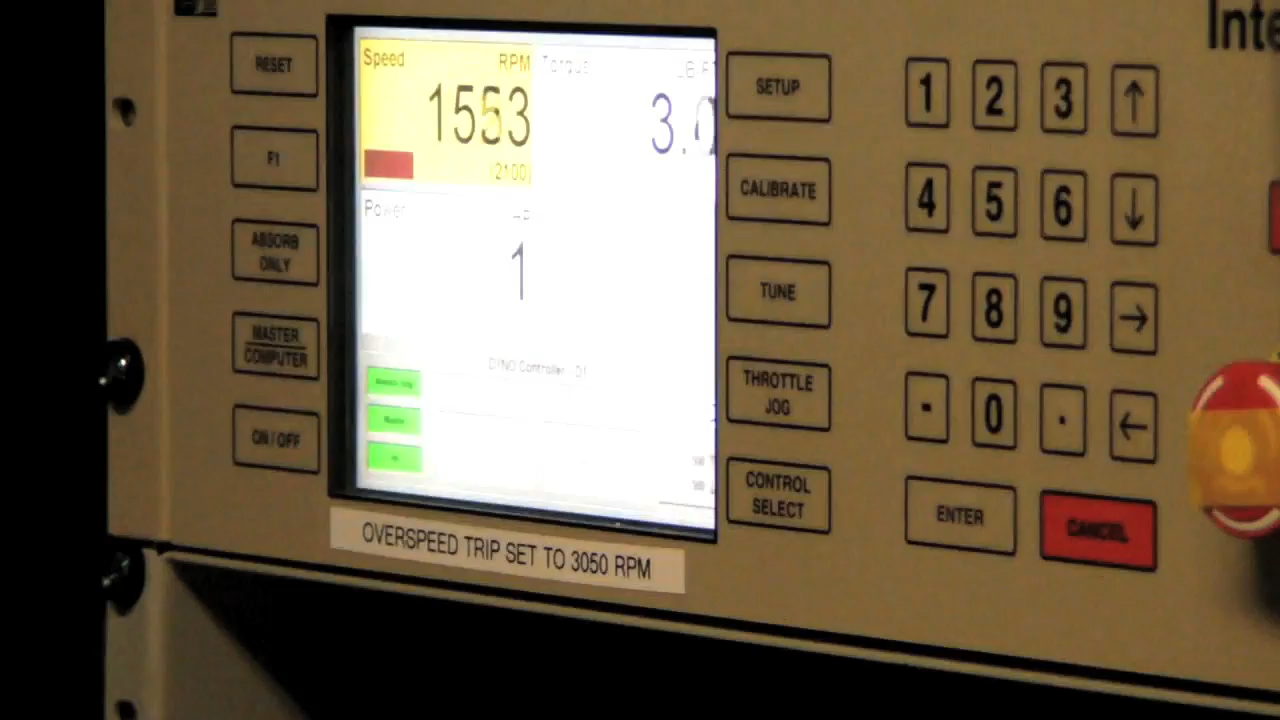 Inte
RESET
F1
ABSORB
ONLY
MASTER
COMPUTER
ON/OFF
Speed RPM
1553
(2100)
Torque
3.0
Power HP
1
DYNO Controller
SETUP
CALIBRATE
TUNE
THROTTLE
JOG
CONTROL
SELECT
1 2 3 ↑
4 5 6 ↓
7 8 9 →
- 0 . ←
ENTER CANCEL
OVERSPEED TRIP SET TO 3050 RPM